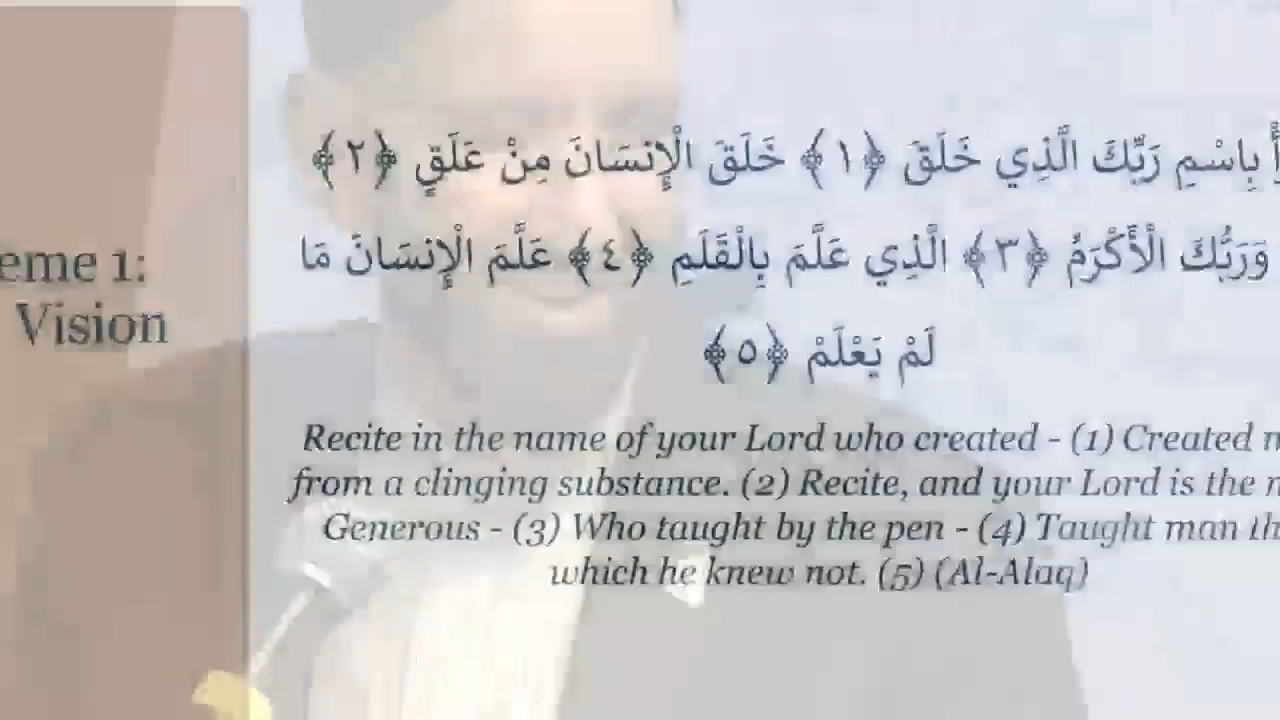 eme 1:
Vision
أْ بِاسْمِ رَبِّكَ الَّذِي خَلَقَ ﴿١﴾ خَلَقَ الْإِنسَانَ مِنْ عَلَقٍ ﴿٢﴾
وَرَبُّكَ الْأَكْرَمُ ﴿٣﴾ الَّذِي عَلَّمَ بِالْقَلَمِ ﴿٤﴾ عَلَّمَ الْإِنسَانَ مَا
لَمْ يَعْلَمْ ﴿٥﴾
Recite in the name of your Lord who created - (1) Created
from a clinging substance. (2) Recite, and your Lord is the
Generous - (3) Who taught by the pen - (4) Taught man th
which he knew not. (5) (Al-Alaq)